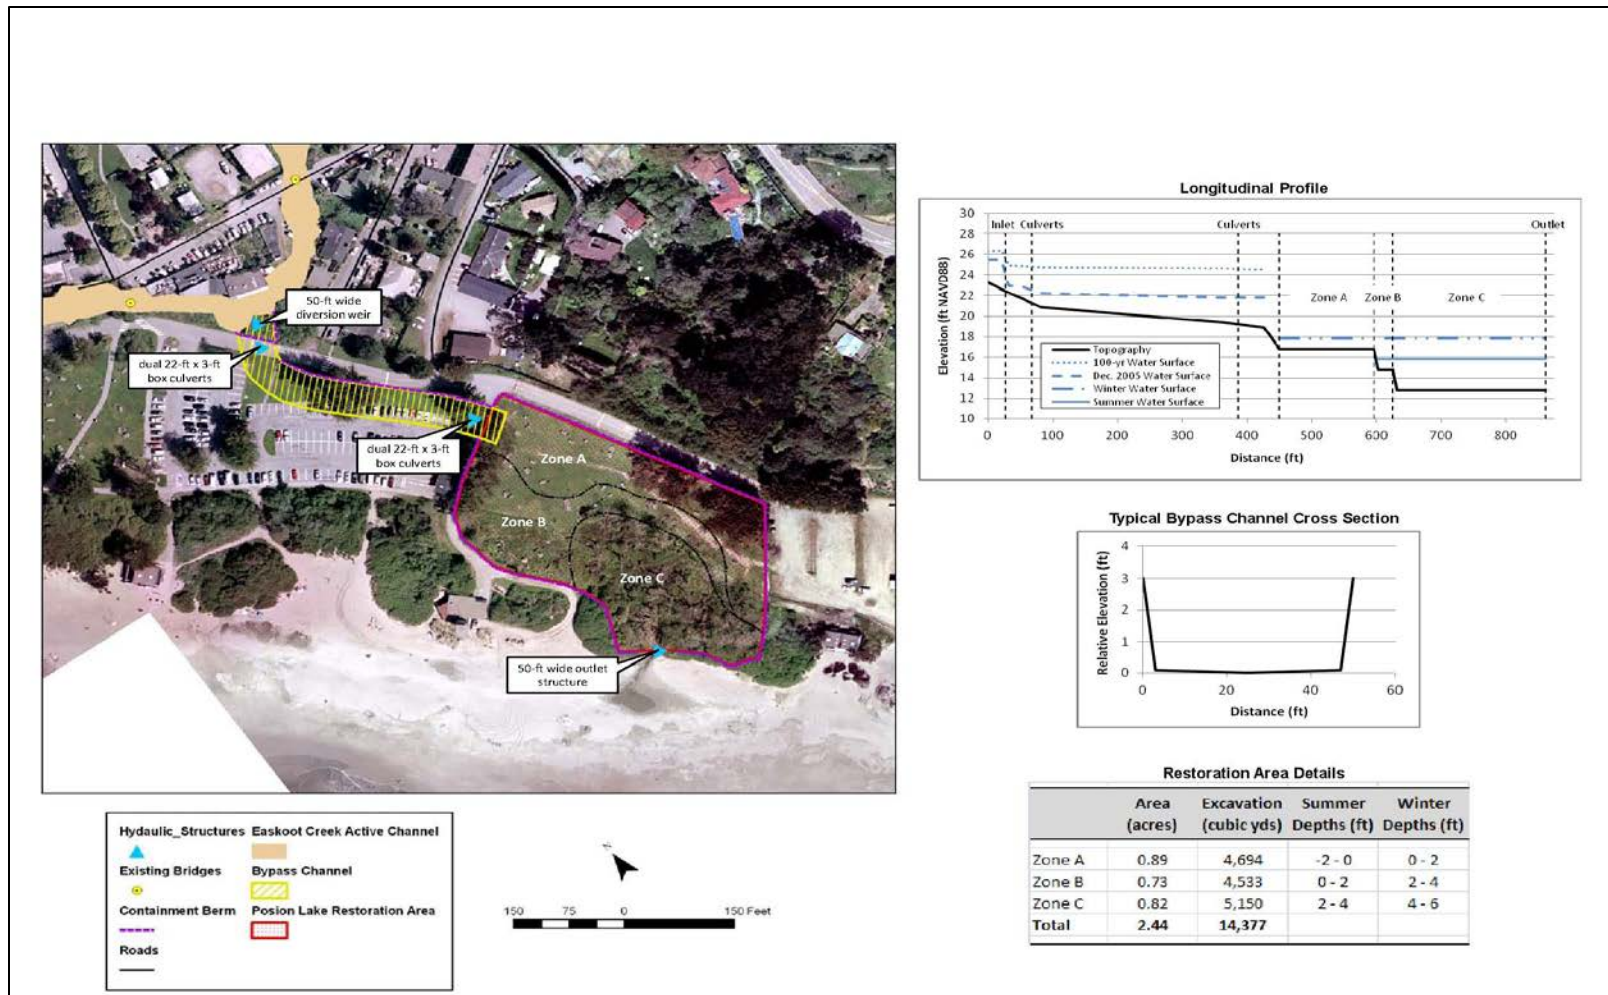 50-ft wide
diversion weir
dual 22-ft x 3-ft
box culverts
dual 22-ft x 3-ft
box culverts
Zone A
Zone B
Zone C
50-ft wide outlet
structure
Hydaulic_Structures Easkoot Creek Active Channel
Existing Bridges Bypass Channel
Containment Berm Posion Lake Restoration Area
Roads
N
150 75 0 150 Feet
Longitudinal Profile
Elevation (ft NAVD88)
30
28
26
24
22
20
18
16
14
12
10
Inlet Culverts Culverts Outlet
Zone A Zone B Zone C
Topography
100-yr Water Surface
Dec. 2005 Water Surface
Winter Water Surface
Summer Water Surface
0 100 200 300 400 500 600 700 800
Distance (ft)
Typical Bypass Channel Cross Section
Relative Elevation (ft)
4
3
2
1
0
0 20 40 60
Distance (ft)
Restoration Area Details
Area Excavation Summer Winter
(acres) (cubic yds) Depths (ft) Depths (ft)
Zone A 0.89 4,694 -2 - 0 0 - 2
Zone B 0.73 4,533 0 - 2 2 - 4
Zone C 0.82 5,150 2 - 4 4 - 6
Total 2.44 14,377